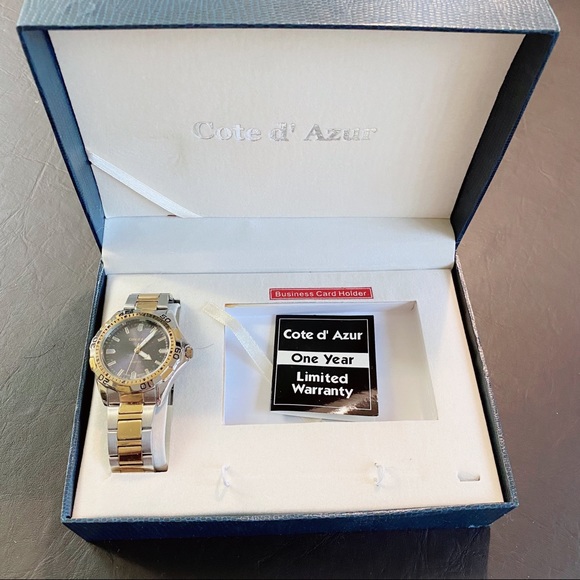 Cote d' Azur
Business Card Holder
Cote d' Azur
One Year
Limited
Warranty